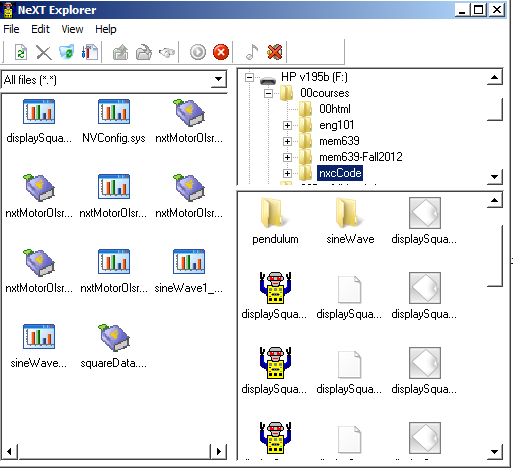 NeXT Explorer
File Edit View Help
All files (*.*)
displaySqua...
NVConfig.sys
nxtMotorOlsr...
nxtMotorOlsr...
nxtMotorOlsr...
nxtMotorOlsr...
nxtMotorOlsr...
nxtMotorOlsr...
sineWave1_...
sineWave...
squareData....
HP v195b (F:)
00courses
00html
eng101
mem639
mem639-Fall2012
nxcCode
pendulum
sineWave
displaySqua...
displaySqua...
displaySqua...
displaySqua...
displaySqua...
displaySqua...
displaySqua...